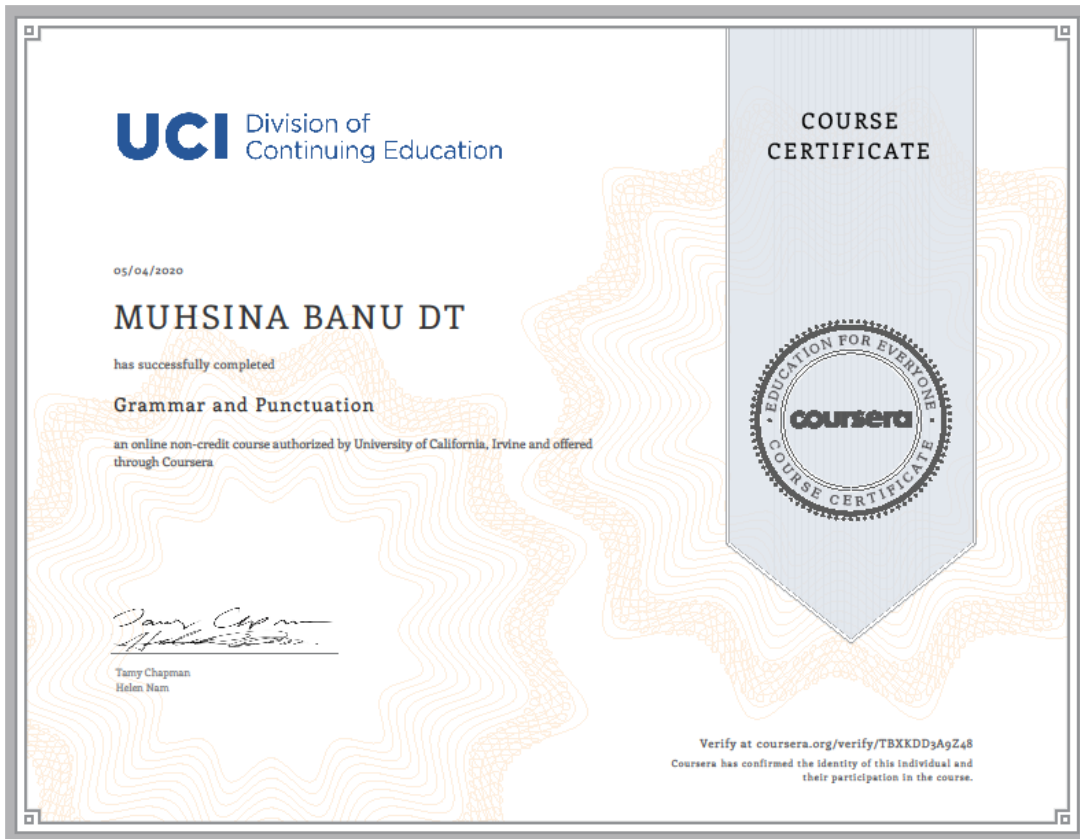 UCI Division of
Continuing Education
COURSE
CERTIFICATE
05/04/2020
MUHSINA BANU DT
has successfully completed
Grammar and Punctuation
an online non-credit course authorized by University of California, Irvine and offered
through Coursera
EDUCATION FOR EVERYONE
coursera
COURSE CERTIFICATE
Tamy Chapman
Helen Nam
Verify at coursera.org/verify/TBXKDD3A9Z48
Coursera has confirmed the identity of this individual and
their participation in the course.